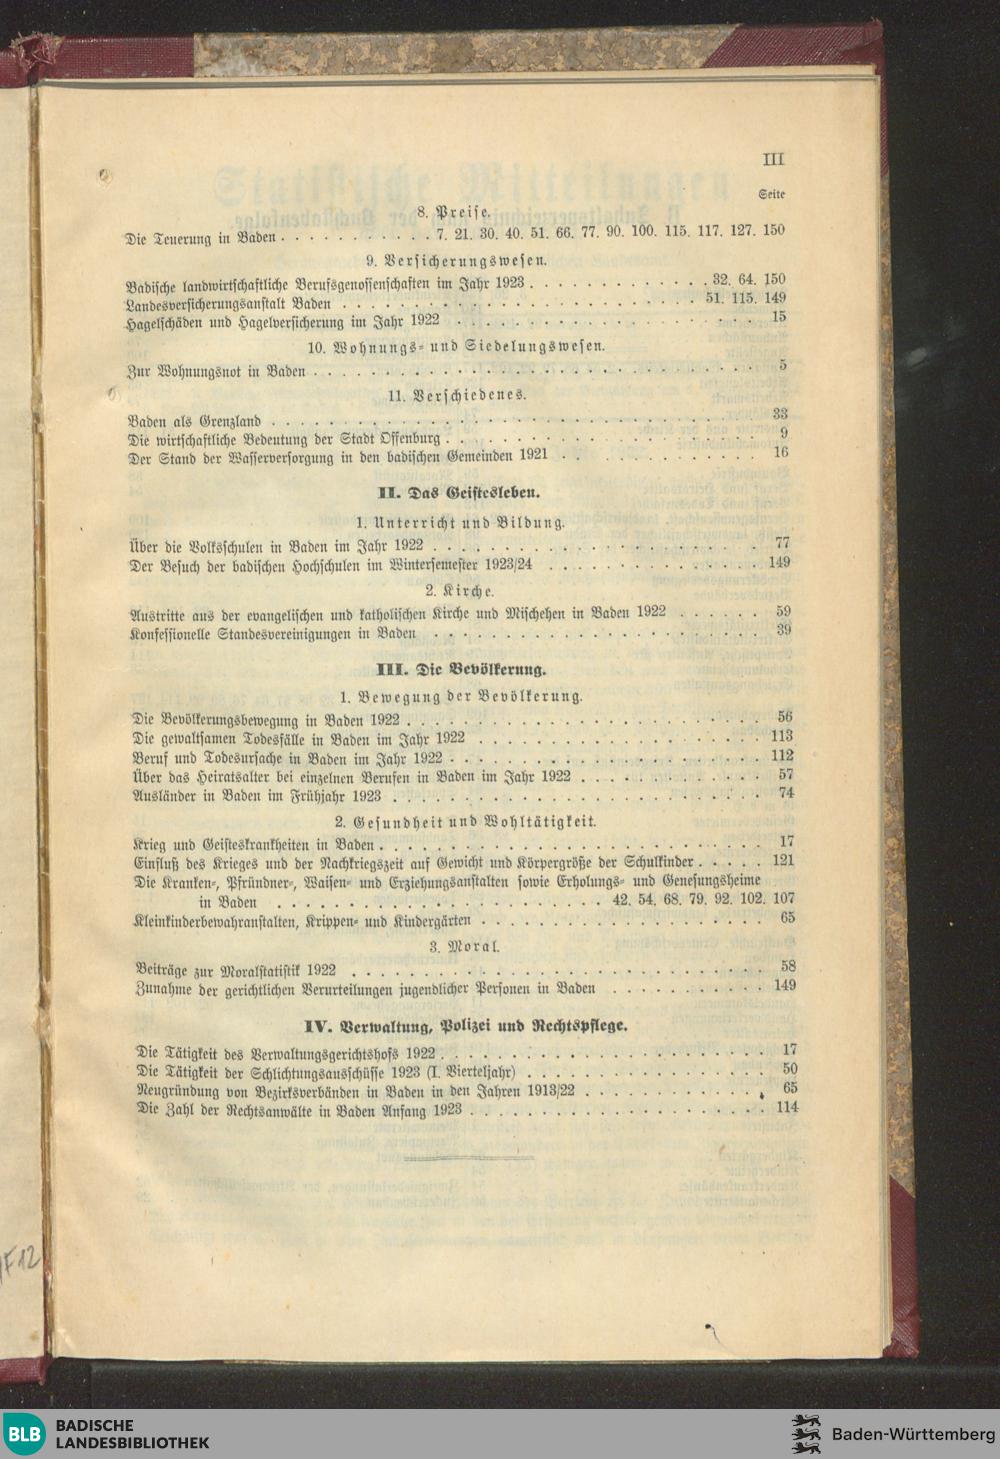 III
Seite
8. Preise.
Die Teuerung in Baden . . . . . . . . . . . 7. 21. 30. 40. 51. 66. 77. 90. 100. 115. 117. 127. 150
9. Versicherungswesen.
Badische landwirtschaftliche Berufsgenossenschaften im Jahr 1923 . . . . . . . . . . . . . 32. 64. 150
Landesversicherungsanstalt Baden . . . . . . . . . . . . . . . . . . . . . . . . . 51. 115. 149
Hagelschäden und Hagelversicherung im Jahr 1922 . . . . . . . . . . . . . . . . . . . . . 15
10. Wohnungs- und Siedelungswesen.
Zur Wohnungsnot in Baden . . . . . . . . . . . . . . . . . . . . . . . . . . . . . . . 5
11. Verschiedenes.
Baden als Grenzland . . . . . . . . . . . . . . . . . . . . . . . . . . . . . . . . . . 33
Die wirtschaftliche Bedeutung der Stadt Offenburg . . . . . . . . . . . . . . . . . . . . . . 9
Der Stand der Wasserversorgung in den badischen Gemeinden 1921 . . . . . . . . . . . . . . 16
II. Das Geistesleben.
1. Unterricht und Bildung.
Über die Volksschulen in Baden im Jahr 1922 . . . . . . . . . . . . . . . . . . . . . . . 77
Der Besuch der badischen Hochschulen im Wintersemester 1923/24 . . . . . . . . . . . . . . . 149
2. Kirche.
Austritte aus der evangelischen und katholischen Kirche und Mischehen in Baden 1922 . . . . . . 59
Konfessionelle Standesvereinigungen in Baden . . . . . . . . . . . . . . . . . . . . . . . 39
III. Die Bevölkerung.
1. Bewegung der Bevölkerung.
Die Bevölkerungsbewegung in Baden 1922 . . . . . . . . . . . . . . . . . . . . . . . . . 56
Die gewaltsamen Todesfälle in Baden im Jahr 1922 . . . . . . . . . . . . . . . . . . . . 113
Beruf und Todesursache in Baden im Jahr 1922 . . . . . . . . . . . . . . . . . . . . . . 112
Über das Heiratsalter bei einzelnen Berufen in Baden im Jahr 1922 . . . . . . . . . . . . . 57
Ausländer in Baden im Frühjahr 1923 . . . . . . . . . . . . . . . . . . . . . . . . . . 74
2. Gesundheit und Wohltätigkeit.
Krieg und Geisteskrankheiten in Baden . . . . . . . . . . . . . . . . . . . . . . . . . . . 17
Einfluß des Krieges und der Nachkriegszeit auf Gewicht und Körpergröße der Schulkinder . . . . . 121
Die Kranken-, Pfründner-, Waisen- und Erziehungsanstalten sowie Erholungs- und Genesungsheime
in Baden . . . . . . . . . . . . . . . . . . . . . . . 42. 54. 68. 79. 92. 102. 107
Kleinkinderbewahranstalten, Krippen- und Kindergärten . . . . . . . . . . . . . . . . . . . . 65
3. Moral.
Beiträge zur Moralstatistik 1922 . . . . . . . . . . . . . . . . . . . . . . . . . . . . . 58
Zunahme der gerichtlichen Verurteilungen jugendlicher Personen in Baden . . . . . . . . . . . 149
IV. Verwaltung, Polizei und Rechtspflege.
Die Tätigkeit des Verwaltungsgerichtshofs 1922 . . . . . . . . . . . . . . . . . . . . . . . 17
Die Tätigkeit der Schlichtungsausschüsse 1923 (I. Vierteljahr) . . . . . . . . . . . . . . . . . 50
Neugründung von Bezirksverbänden in Baden in den Jahren 1913/22 . . . . . . . . . . . . . 65
Die Zahl der Rechtsanwälte in Baden Anfang 1923 . . . . . . . . . . . . . . . . . . . . . 114
F12
BLB BADISCHE
LANDESBIBLIOTHEK
Baden-Württemberg